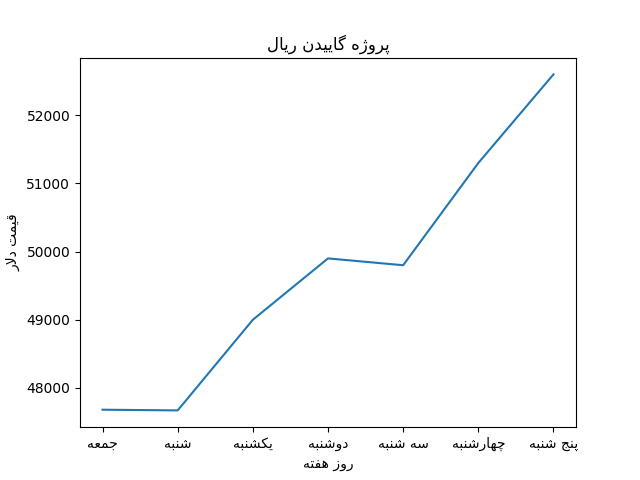 پروژه گاییدن ریال
قیمت دلار
52000
51000
50000
49000
48000
جمعه
شنبه
یکشنبه
دوشنبه
سه شنبه
چهارشنبه
پنج شنبه
روز هفته